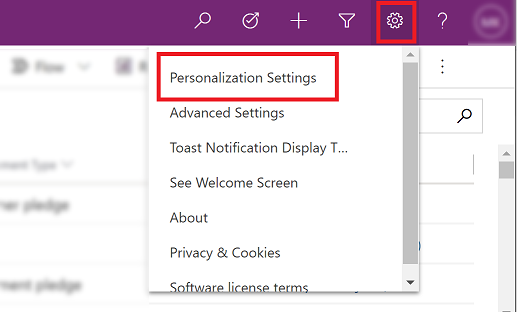 Flow
Personalization Settings
Advanced Settings
Toast Notification Display T...
See Welcome Screen
About
Privacy & Cookies
Software license terms
ment Type
er pledge
ment pledge